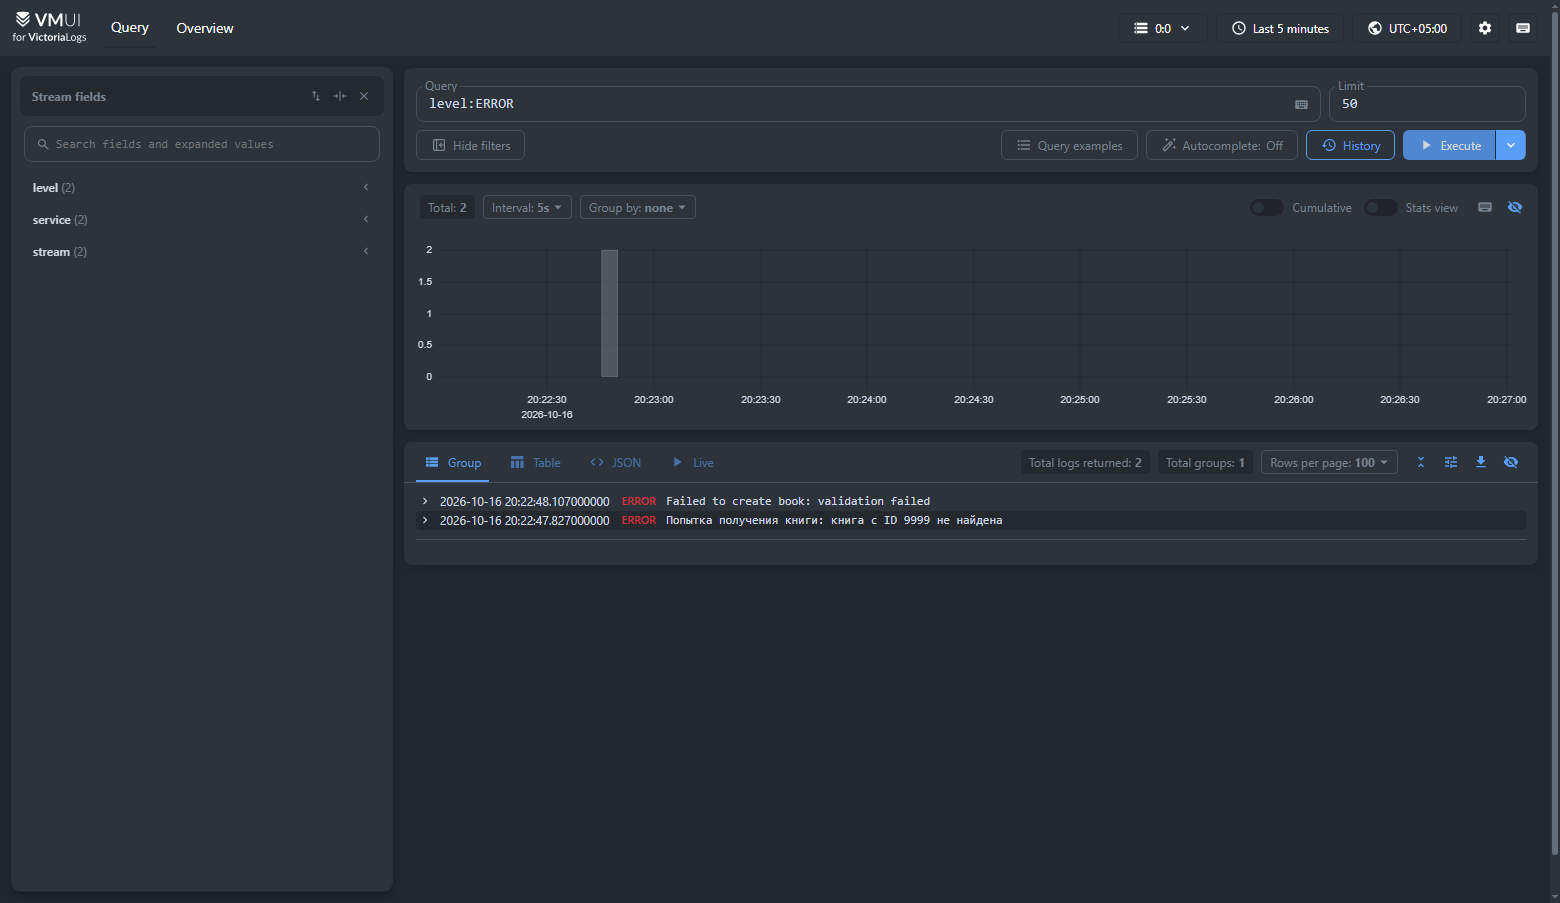 VMUI
for VictoriaLogs
Query
Overview
0:0
Last 5 minutes
UTC+05:00
Stream fields
Search fields and expanded values
level (2)
service (2)
stream (2)
Query
level:ERROR
Limit
50
Hide filters
Query examples
Autocomplete: Off
History
Execute
Total: 2
Interval: 5s
Group by: none
Cumulative
Stats view
2
1.5
1
0.5
0
20:22:30
2026-10-16
20:23:00
20:23:30
20:24:00
20:24:30
20:25:00
20:25:30
20:26:00
20:26:30
20:27:00
Group
Table
JSON
Live
Total logs returned: 2
Total groups: 1
Rows per page: 100
2026-10-16 20:22:48.107000000 ERROR Failed to create book: validation failed
2026-10-16 20:22:47.827000000 ERROR Попытка получения книги: книга с ID 9999 не найдена